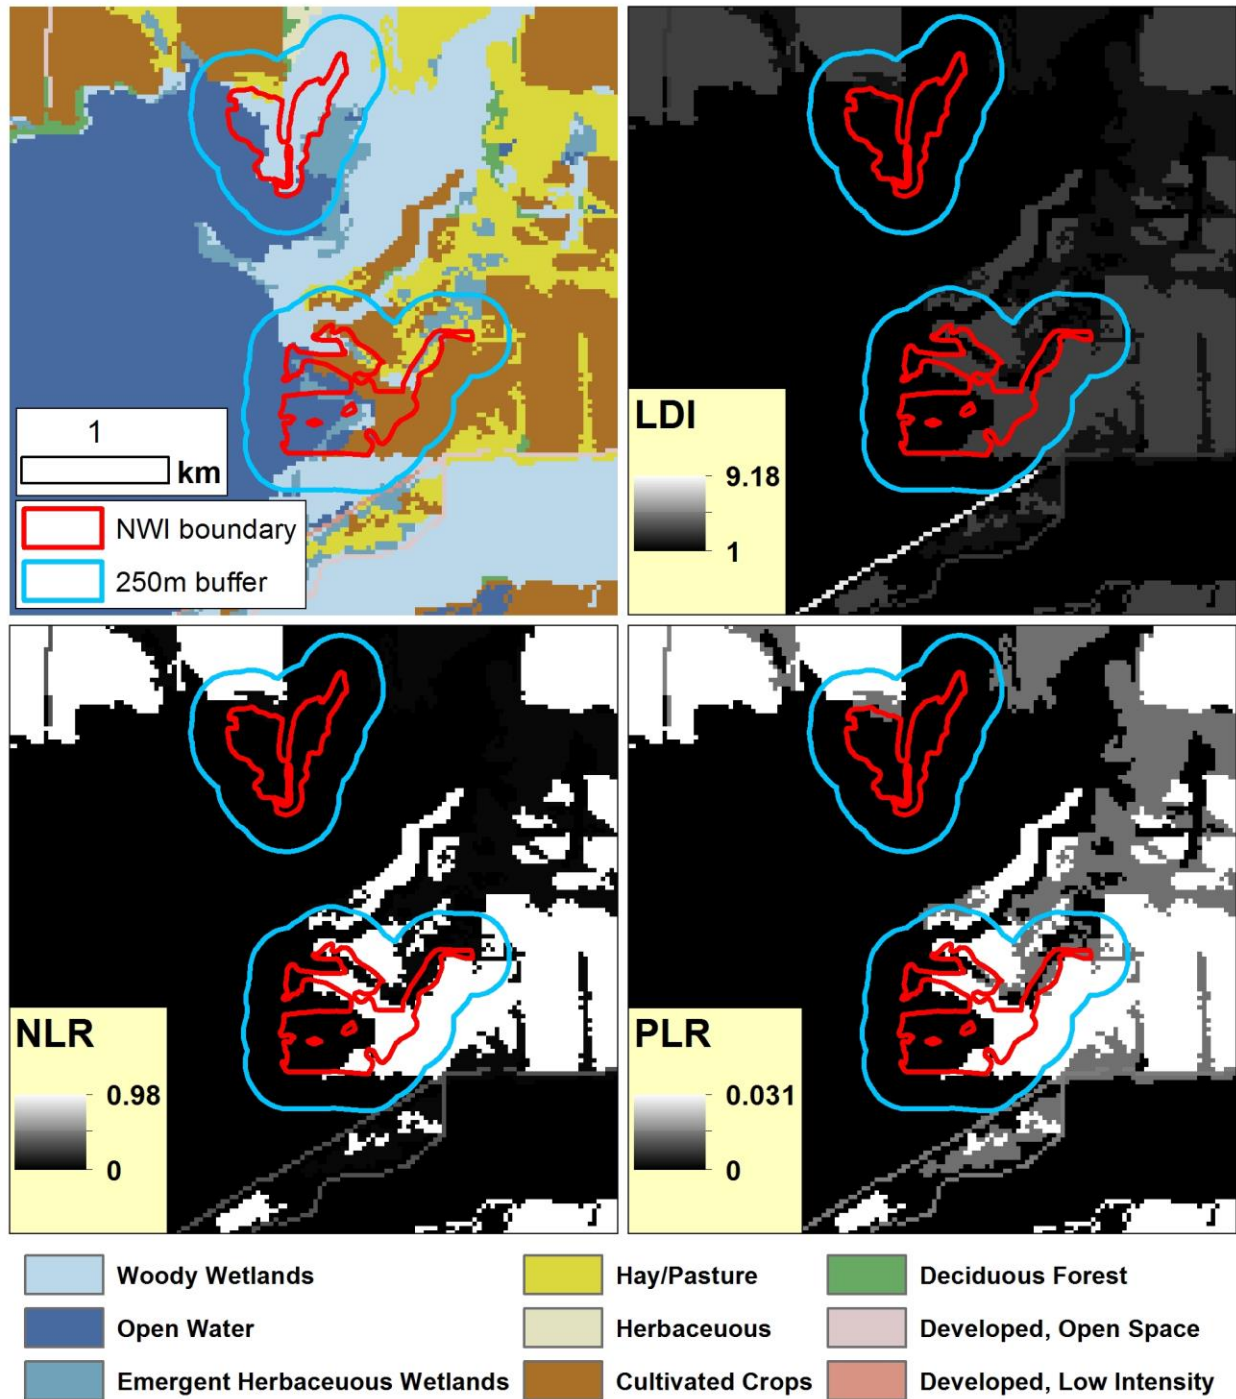 1
km
NWI boundary
250m buffer
LDI
9.18
1
NLR
0.98
0
PLR
0.031
0
Woody Wetlands
Hay/Pasture
Deciduous Forest
Open Water
Herbaceuous
Developed, Open Space
Emergent Herbaceuous Wetlands
Cultivated Crops
Developed, Low Intensity